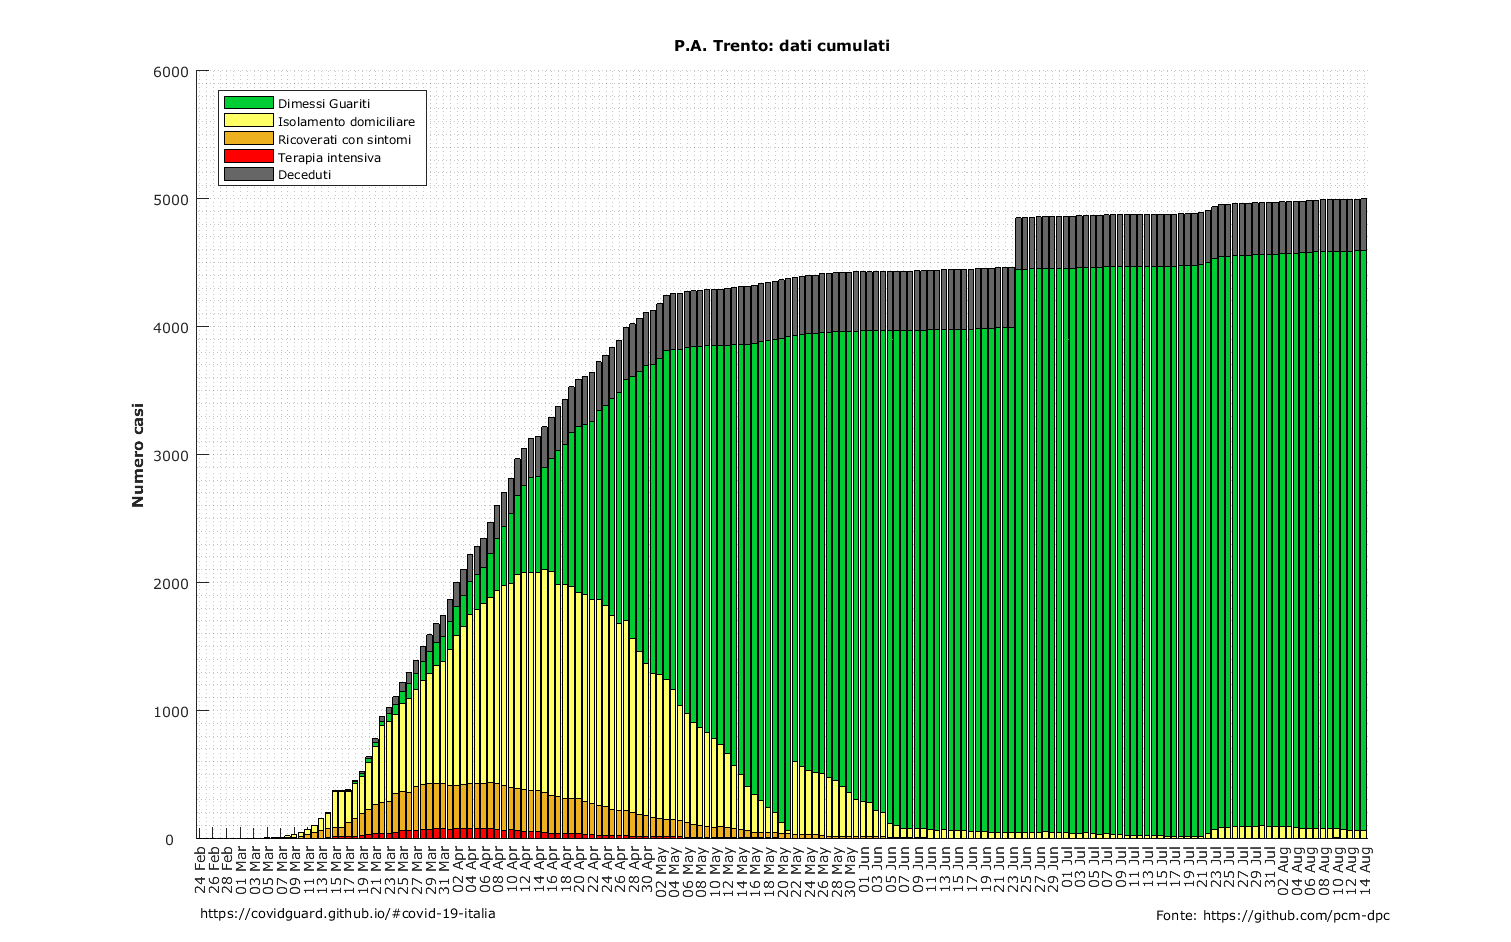 P.A. Trento: dati cumulati
6000
5000
4000
3000
2000
1000
0
Numero casi
Dimessi Guariti
Isolamento domiciliare
Ricoverati con sintomi
Terapia intensiva
Deceduti
24 Feb
26 Feb
28 Feb
01 Mar
03 Mar
05 Mar
07 Mar
09 Mar
11 Mar
13 Mar
15 Mar
17 Mar
19 Mar
21 Mar
23 Mar
25 Mar
27 Mar
29 Mar
31 Mar
02 Apr
04 Apr
06 Apr
08 Apr
10 Apr
12 Apr
14 Apr
16 Apr
18 Apr
20 Apr
22 Apr
24 Apr
26 Apr
28 Apr
30 Apr
02 May
04 May
06 May
08 May
10 May
12 May
14 May
16 May
18 May
20 May
22 May
24 May
26 May
28 May
30 May
01 Jun
03 Jun
05 Jun
07 Jun
09 Jun
11 Jun
13 Jun
15 Jun
17 Jun
19 Jun
21 Jun
23 Jun
25 Jun
27 Jun
29 Jun
01 Jul
03 Jul
05 Jul
07 Jul
09 Jul
11 Jul
13 Jul
15 Jul
17 Jul
19 Jul
21 Jul
23 Jul
25 Jul
27 Jul
29 Jul
31 Jul
02 Aug
04 Aug
06 Aug
08 Aug
10 Aug
12 Aug
14 Aug
https://covidguard.github.io/#covid-19-italia
Fonte: https://github.com/pcm-dpc